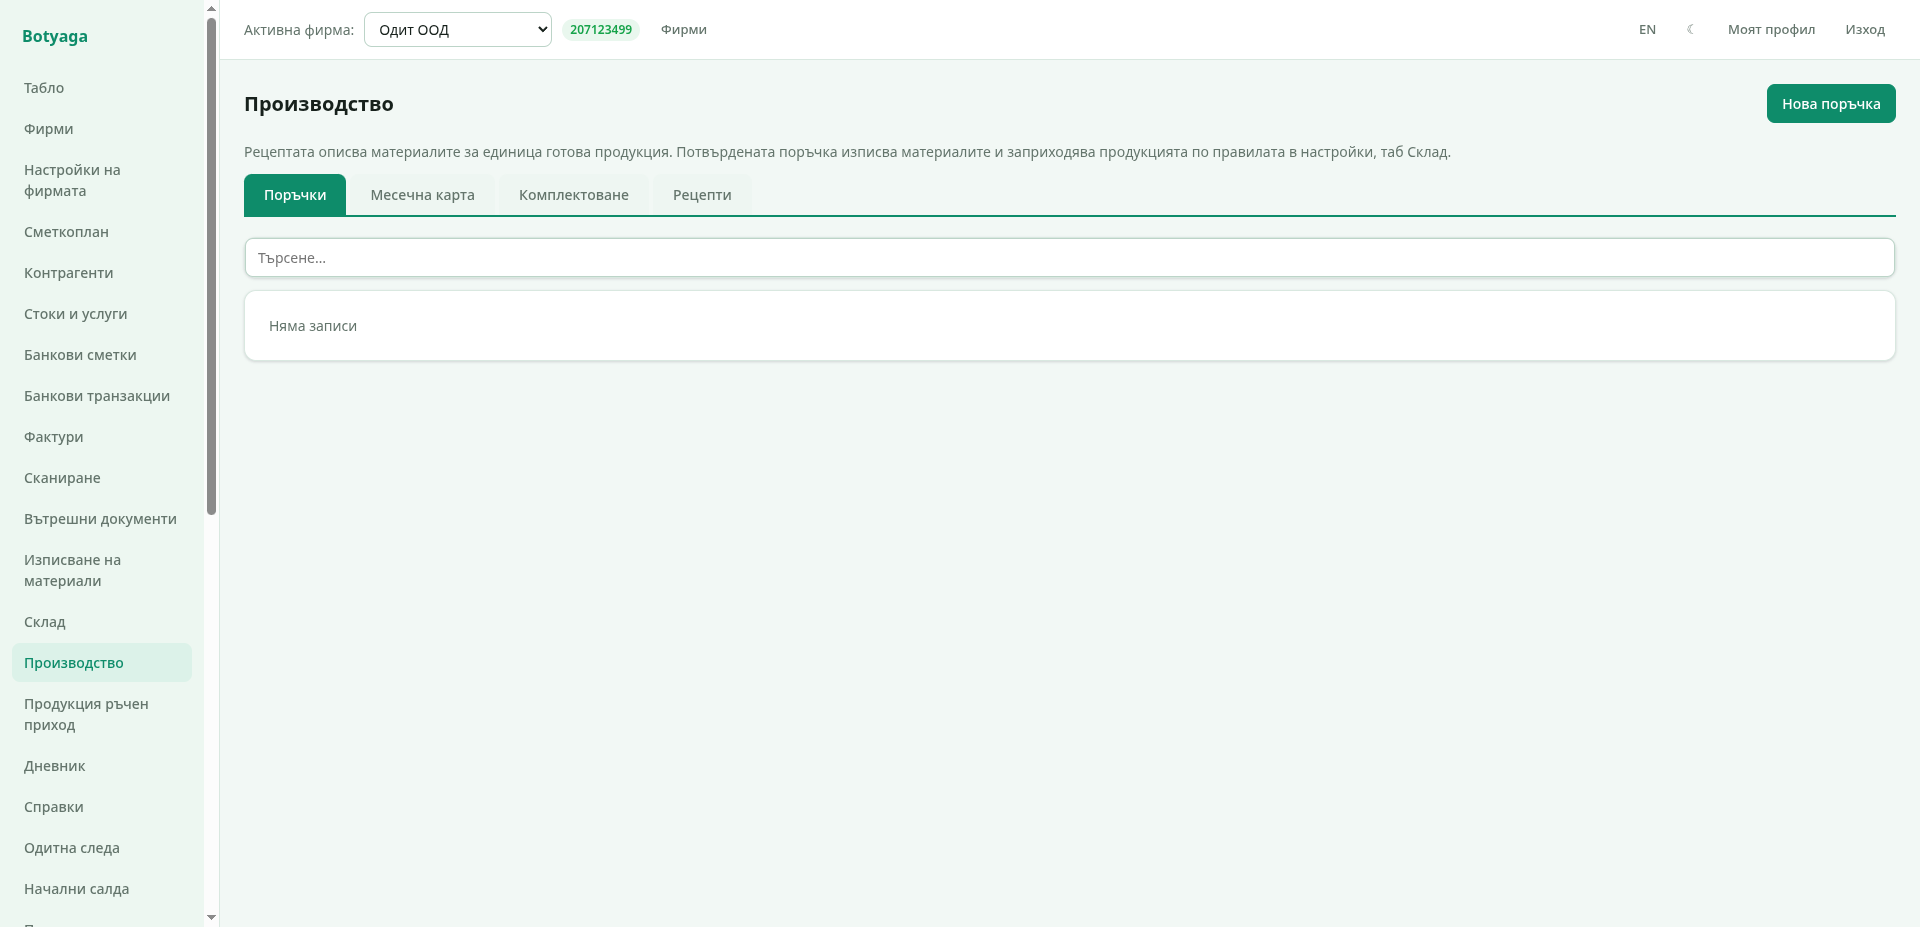 Botyaga
Табло
Фирми
Настройки на
фирмата
Сметкоплан
Контрагенти
Стоки и услуги
Банкови сметки
Банкови транзакции
Фактури
Сканиране
Вътрешни документи
Изписване на
материали
Склад
Производство
Продукция ръчен
приход
Дневник
Справки
Одитна следа
Начални салда
Активна фирма: Одит ООД 207123499 Фирми EN Моят профил Изход
Производство
Нова поръчка
Рецептата описва материалите за единица готова продукция. Потвърдената поръчка изписва материалите и заприходява продукцията по правилата в настройки, таб Склад.
Поръчки Месечна карта Комплектоване Рецепти
Търсене...
Няма записи